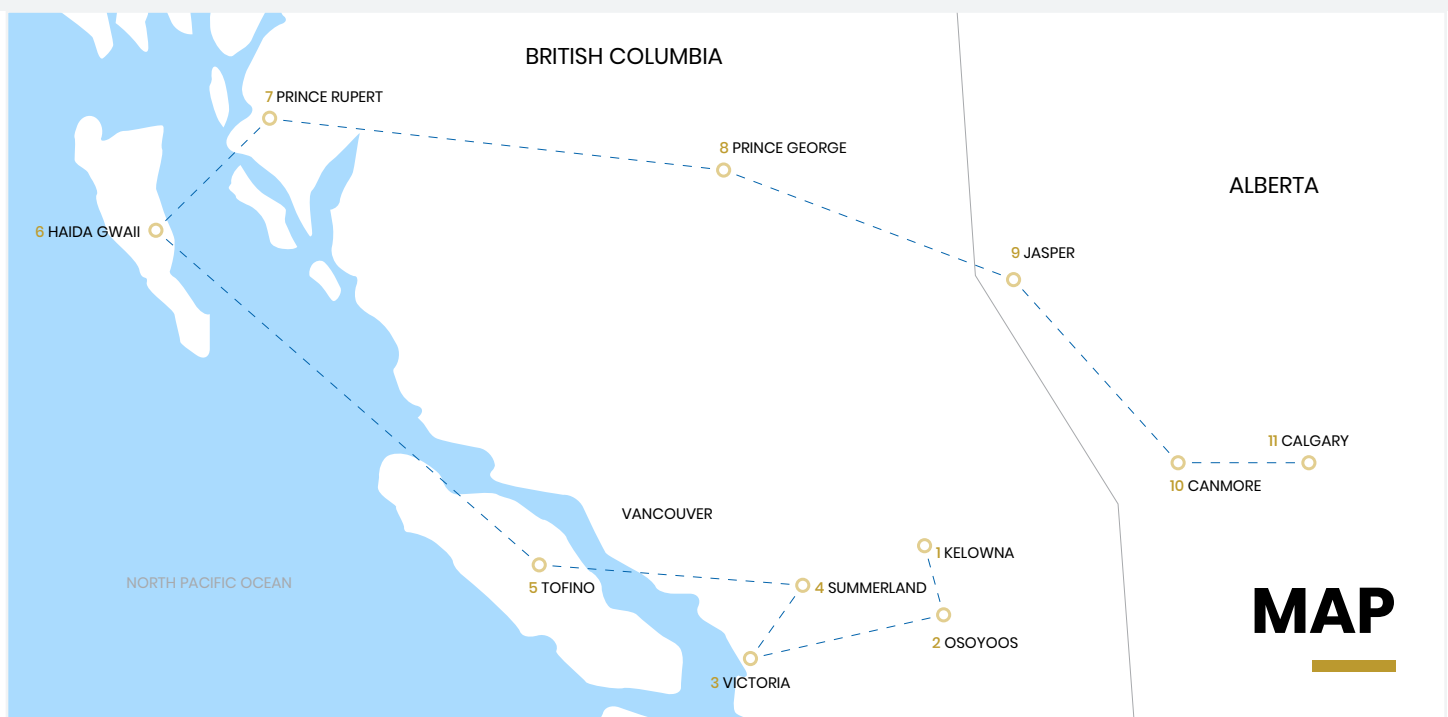 BRITISH COLUMBIA
7 PRINCE RUPERT
8 PRINCE GEORGE
ALBERTA
6 HAIDA GWAII
9 JASPER
11 CALGARY
10 CANMORE
VANCOUVER
1 KELOWNA
NORTH PACIFIC OCEAN
5 TOFINO
4 SUMMERLAND
MAP
2 OSOYOOS
3 VICTORIA